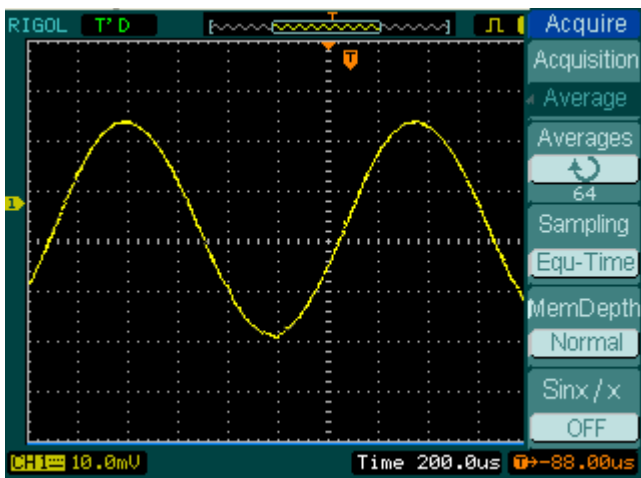 RIGOL T'D Acquire
T
T
Acquisition
Average
Averages
64
1
Sampling
Equ-Time
MemDepth
Normal
Sinx/x
OFF
CH1 10.0mV Time 200.0us T→-88.00us